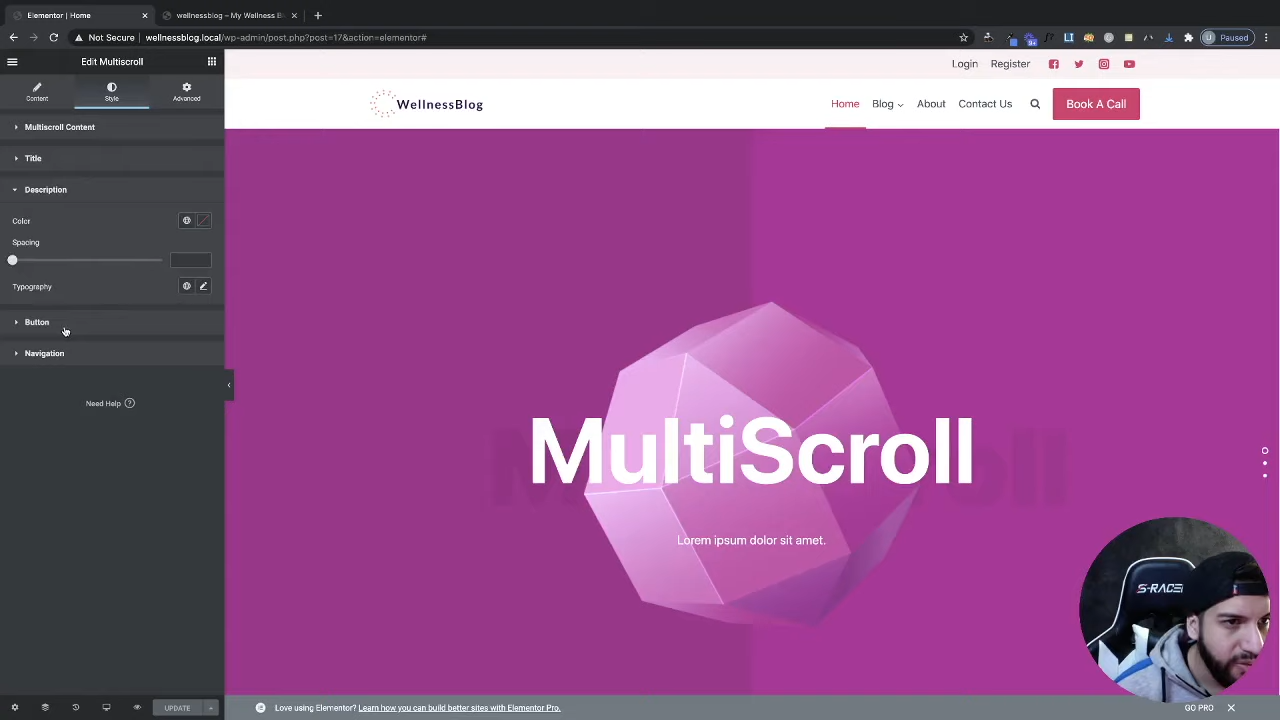 Elementor | Home
wellnessblog – My Wellness B
Not Secure
wellnessblog.local/wp-admin/post.php?post=17&action=elementor#
Paused
Edit Multiscroll
Content
Style
Advanced
Multiscroll Content
Title
Description
Color
Spacing
Typography
Button
Navigation
Need Help
UPDATE
Login
Register
WellnessBlog
Home
Blog
About
Contact Us
Book A Call
MultiScroll
Lorem ipsum dolor sit amet.
S-RACER
Love using Elementor? Learn how you can build better sites with Elementor Pro.
GO PRO